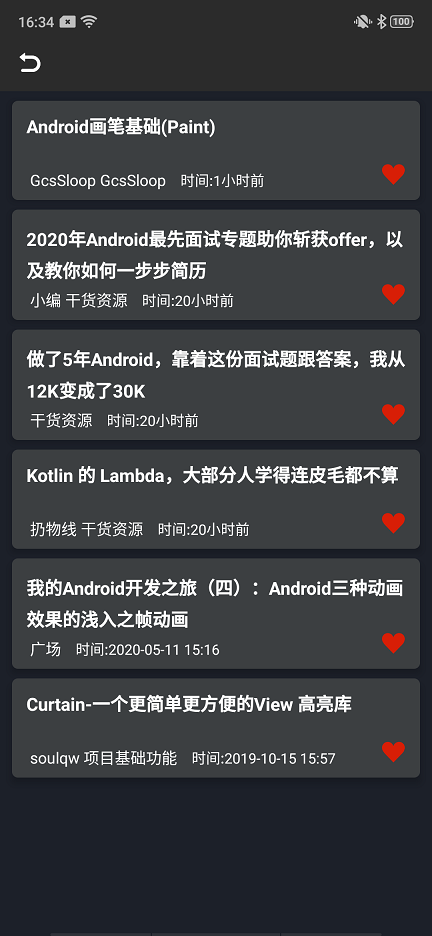 16:34
100
Android画笔基础(Paint)
GcsSloop GcsSloop 时间:1小时前
2020年Android最先面试专题助你斩获offer，以
及教你如何一步步简历
小编 干货资源 时间:20小时前
做了5年Android，靠着这份面试题跟答案，我从
12K变成了30K
干货资源 时间:20小时前
Kotlin 的 Lambda，大部分人学得连皮毛都不算
扔物线 干货资源 时间:20小时前
我的Android开发之旅（四）：Android三种动画
效果的浅入之帧动画
广场 时间:2020-05-11 15:16
Curtain-一个更简单更方便的View 高亮库
soulqw 项目基础功能 时间:2019-10-15 15:57